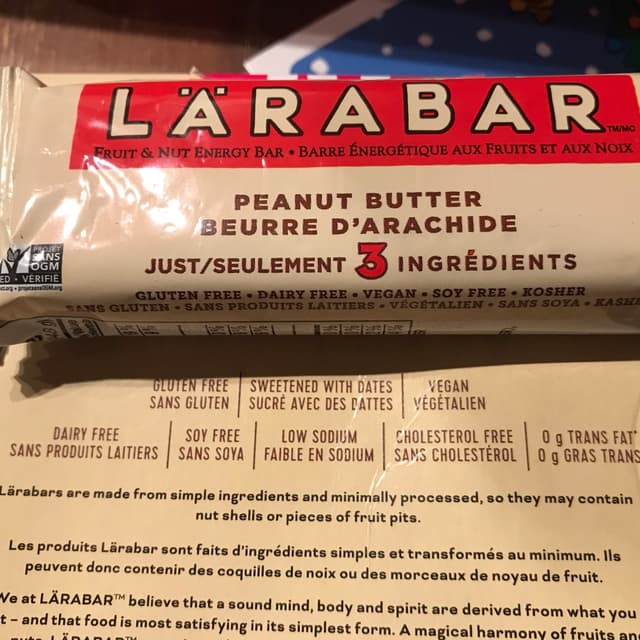 LÄRABAR TM/MC
FRUIT & NUT ENERGY BAR • BARRE ÉNERGÉTIQUE AUX FRUITS ET AUX NOIX
PEANUT BUTTER
BEURRE D'ARACHIDE
JUST/SEULEMENT 3 INGRÉDIENTS
PROJET
SANS
OGM
VÉRIFIÉ
GLUTEN FREE • DAIRY FREE • VEGAN • SOY FREE • KOSHER
SANS GLUTEN • SANS PRODUITS LAITIERS • VÉGÉTALIEN • SANS SOYA •
GLUTEN FREE SWEETENED WITH DATES VEGAN
SANS GLUTEN SUCRÉ AVEC DES DATTES VÉGÉTALIEN
DAIRY FREE SOY FREE LOW SODIUM CHOLESTEROL FREE 0 g TRANS FAT
SANS PRODUITS LAITIERS SANS SOYA FAIBLE EN SODIUM SANS CHOLESTÉROL 0 g GRAS TRANS
Lärabars are made from simple ingredients and minimally processed, so they may contain
nut shells or pieces of fruit pits.
Les produits Lärabar sont faits d'ingrédients simples et transformés au minimum. Ils
peuvent donc contenir des coquilles de noix ou des morceaux de noyau de fruit.
We at LÄRABAR™ believe that a sound mind, body and spirit are derived from what you
– and that food is most satisfying in its simplest form. A magical harmony of fruits